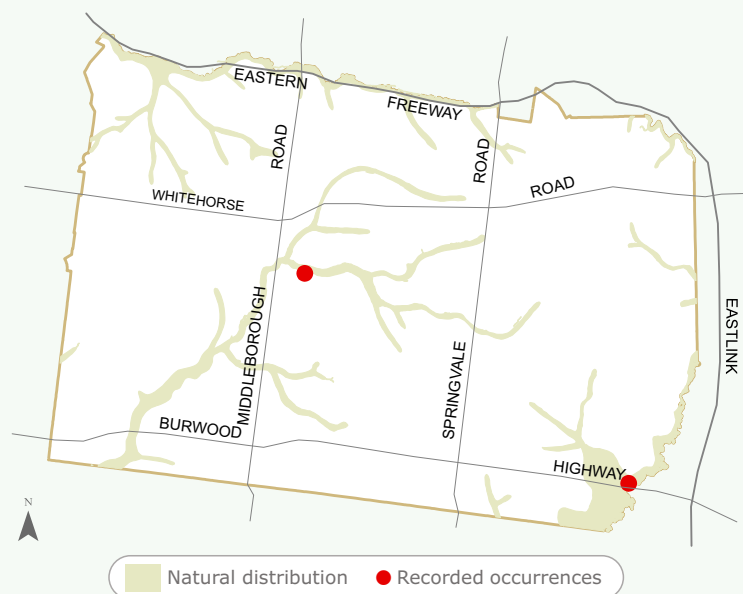 EASTERN
FREEWAY
ROAD
ROAD
ROAD
WHITEHORSE
MIDDLEBOROUGH
SPRINGVALE
EASTLINK
BURWOOD
HIGHWAY
N
Natural distribution
Recorded occurrences